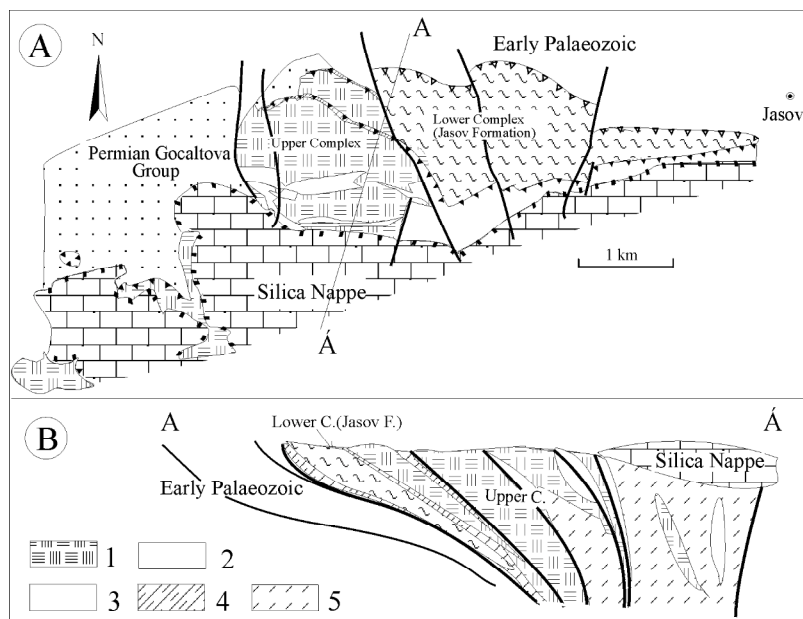 A
N
A
Early Palaeozoic
Jasov
Lower Complex
(Jasov Formation)
Upper Complex
Permian Gocaltova
Group
1 km
Silica Nappe
Á
B
A
Á
Lower C.(Jasov F.)
Silica Nappe
Early Palaeozoic
Upper C.
1
2
3
4
5